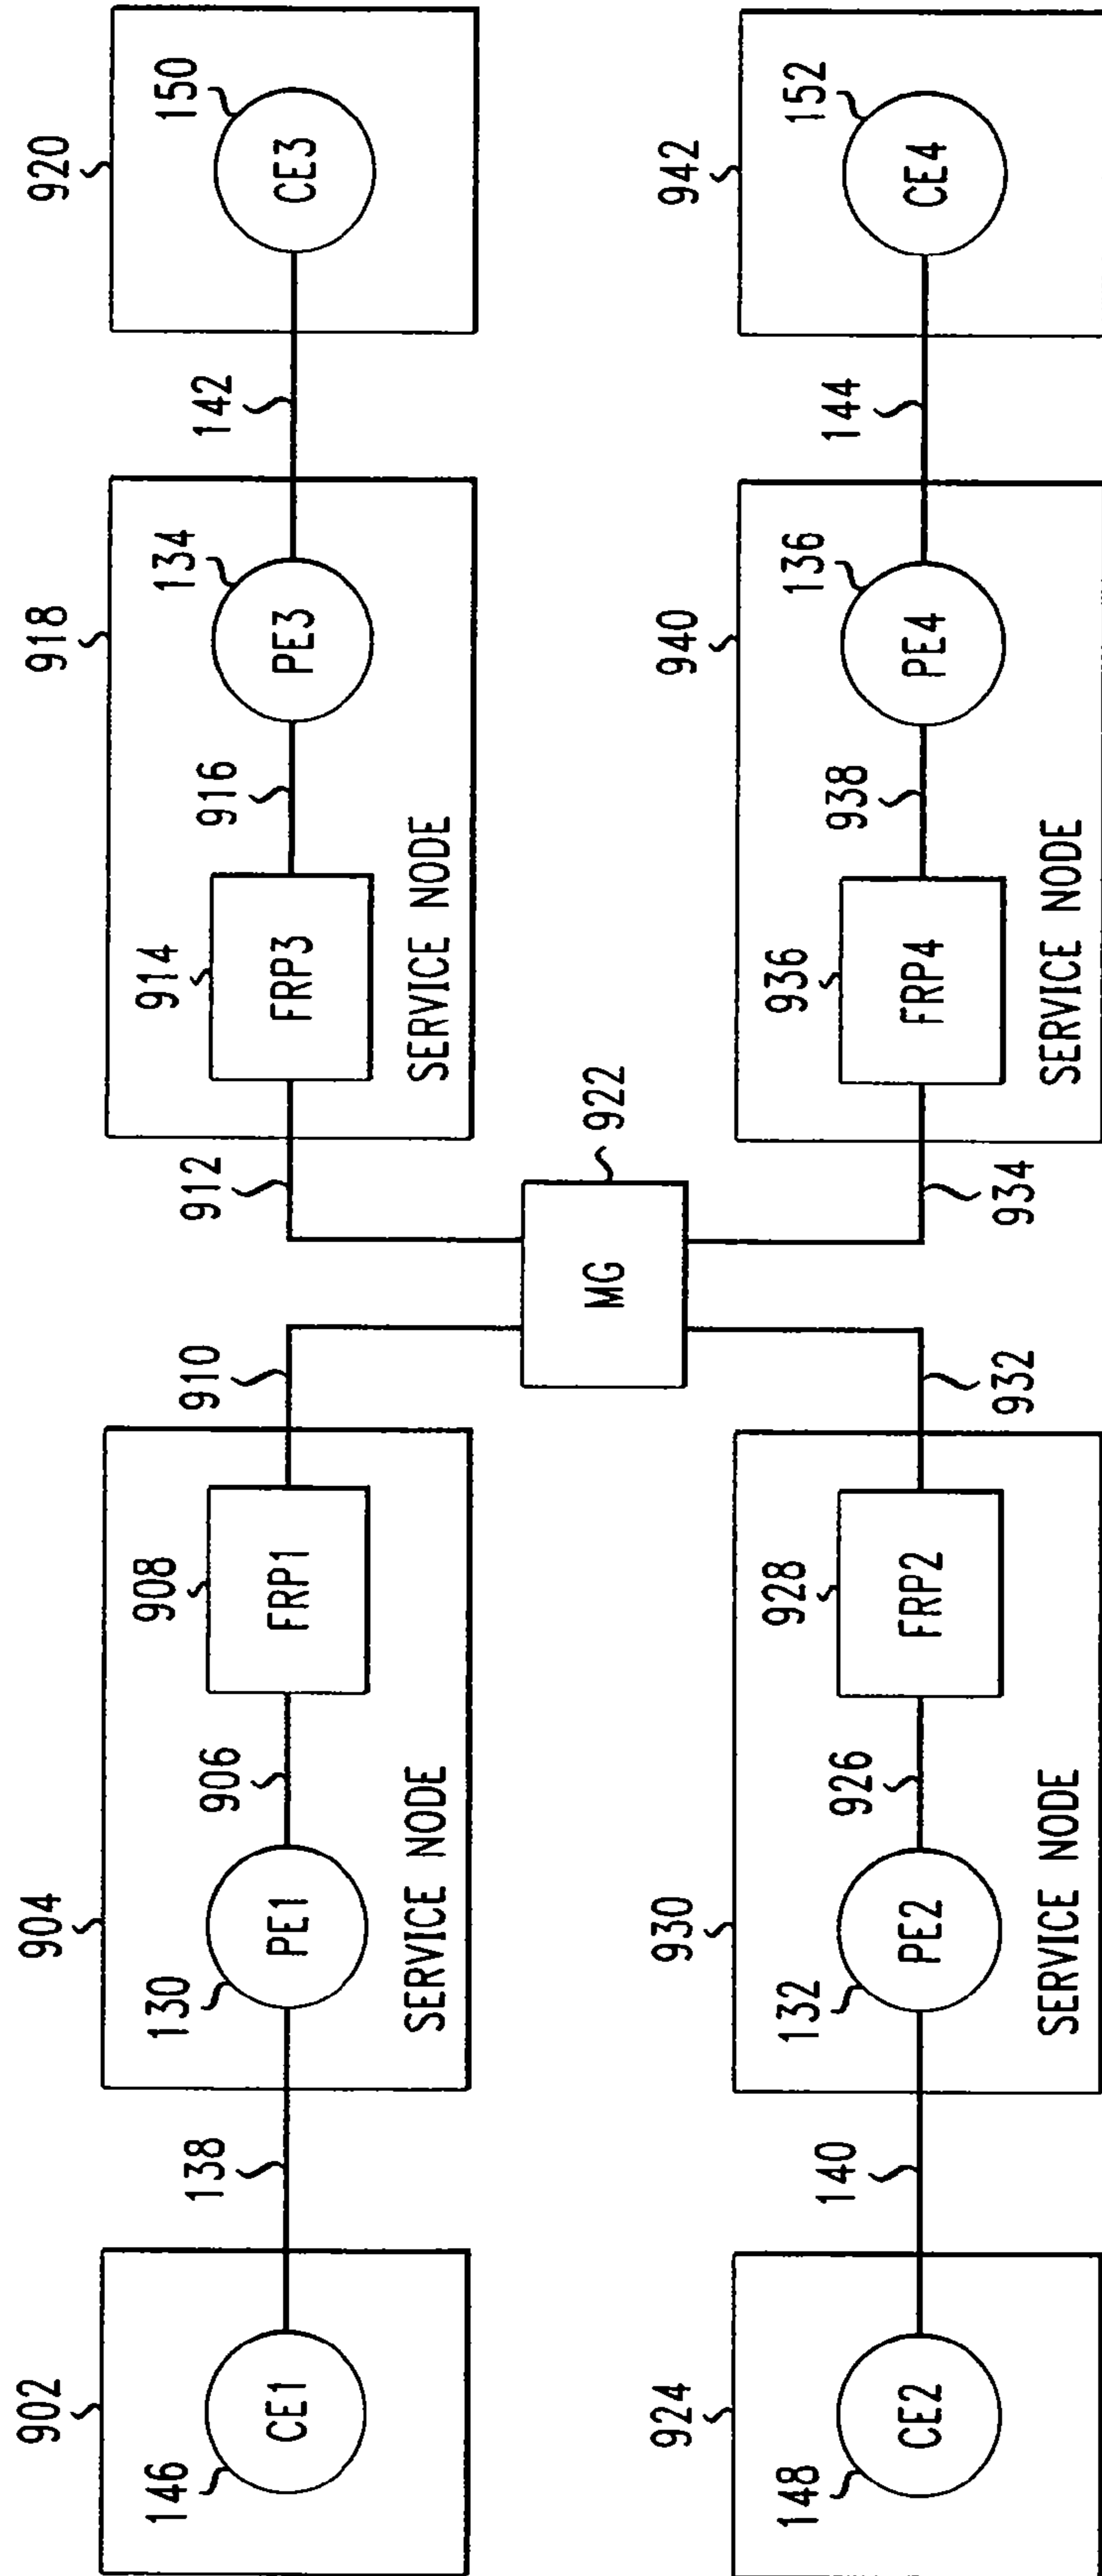 902
904
918
920
146
CE1
138
130
PE1
906
908
FRP1
SERVICE NODE
910
912
914
FRP3
916
134
PE3
SERVICE NODE
142
150
CE3
MG
922
924
930
940
942
148
CE2
140
132
PE2
926
928
FRP2
SERVICE NODE
932
934
936
FRP4
938
136
PE4
SERVICE NODE
144
152
CE4